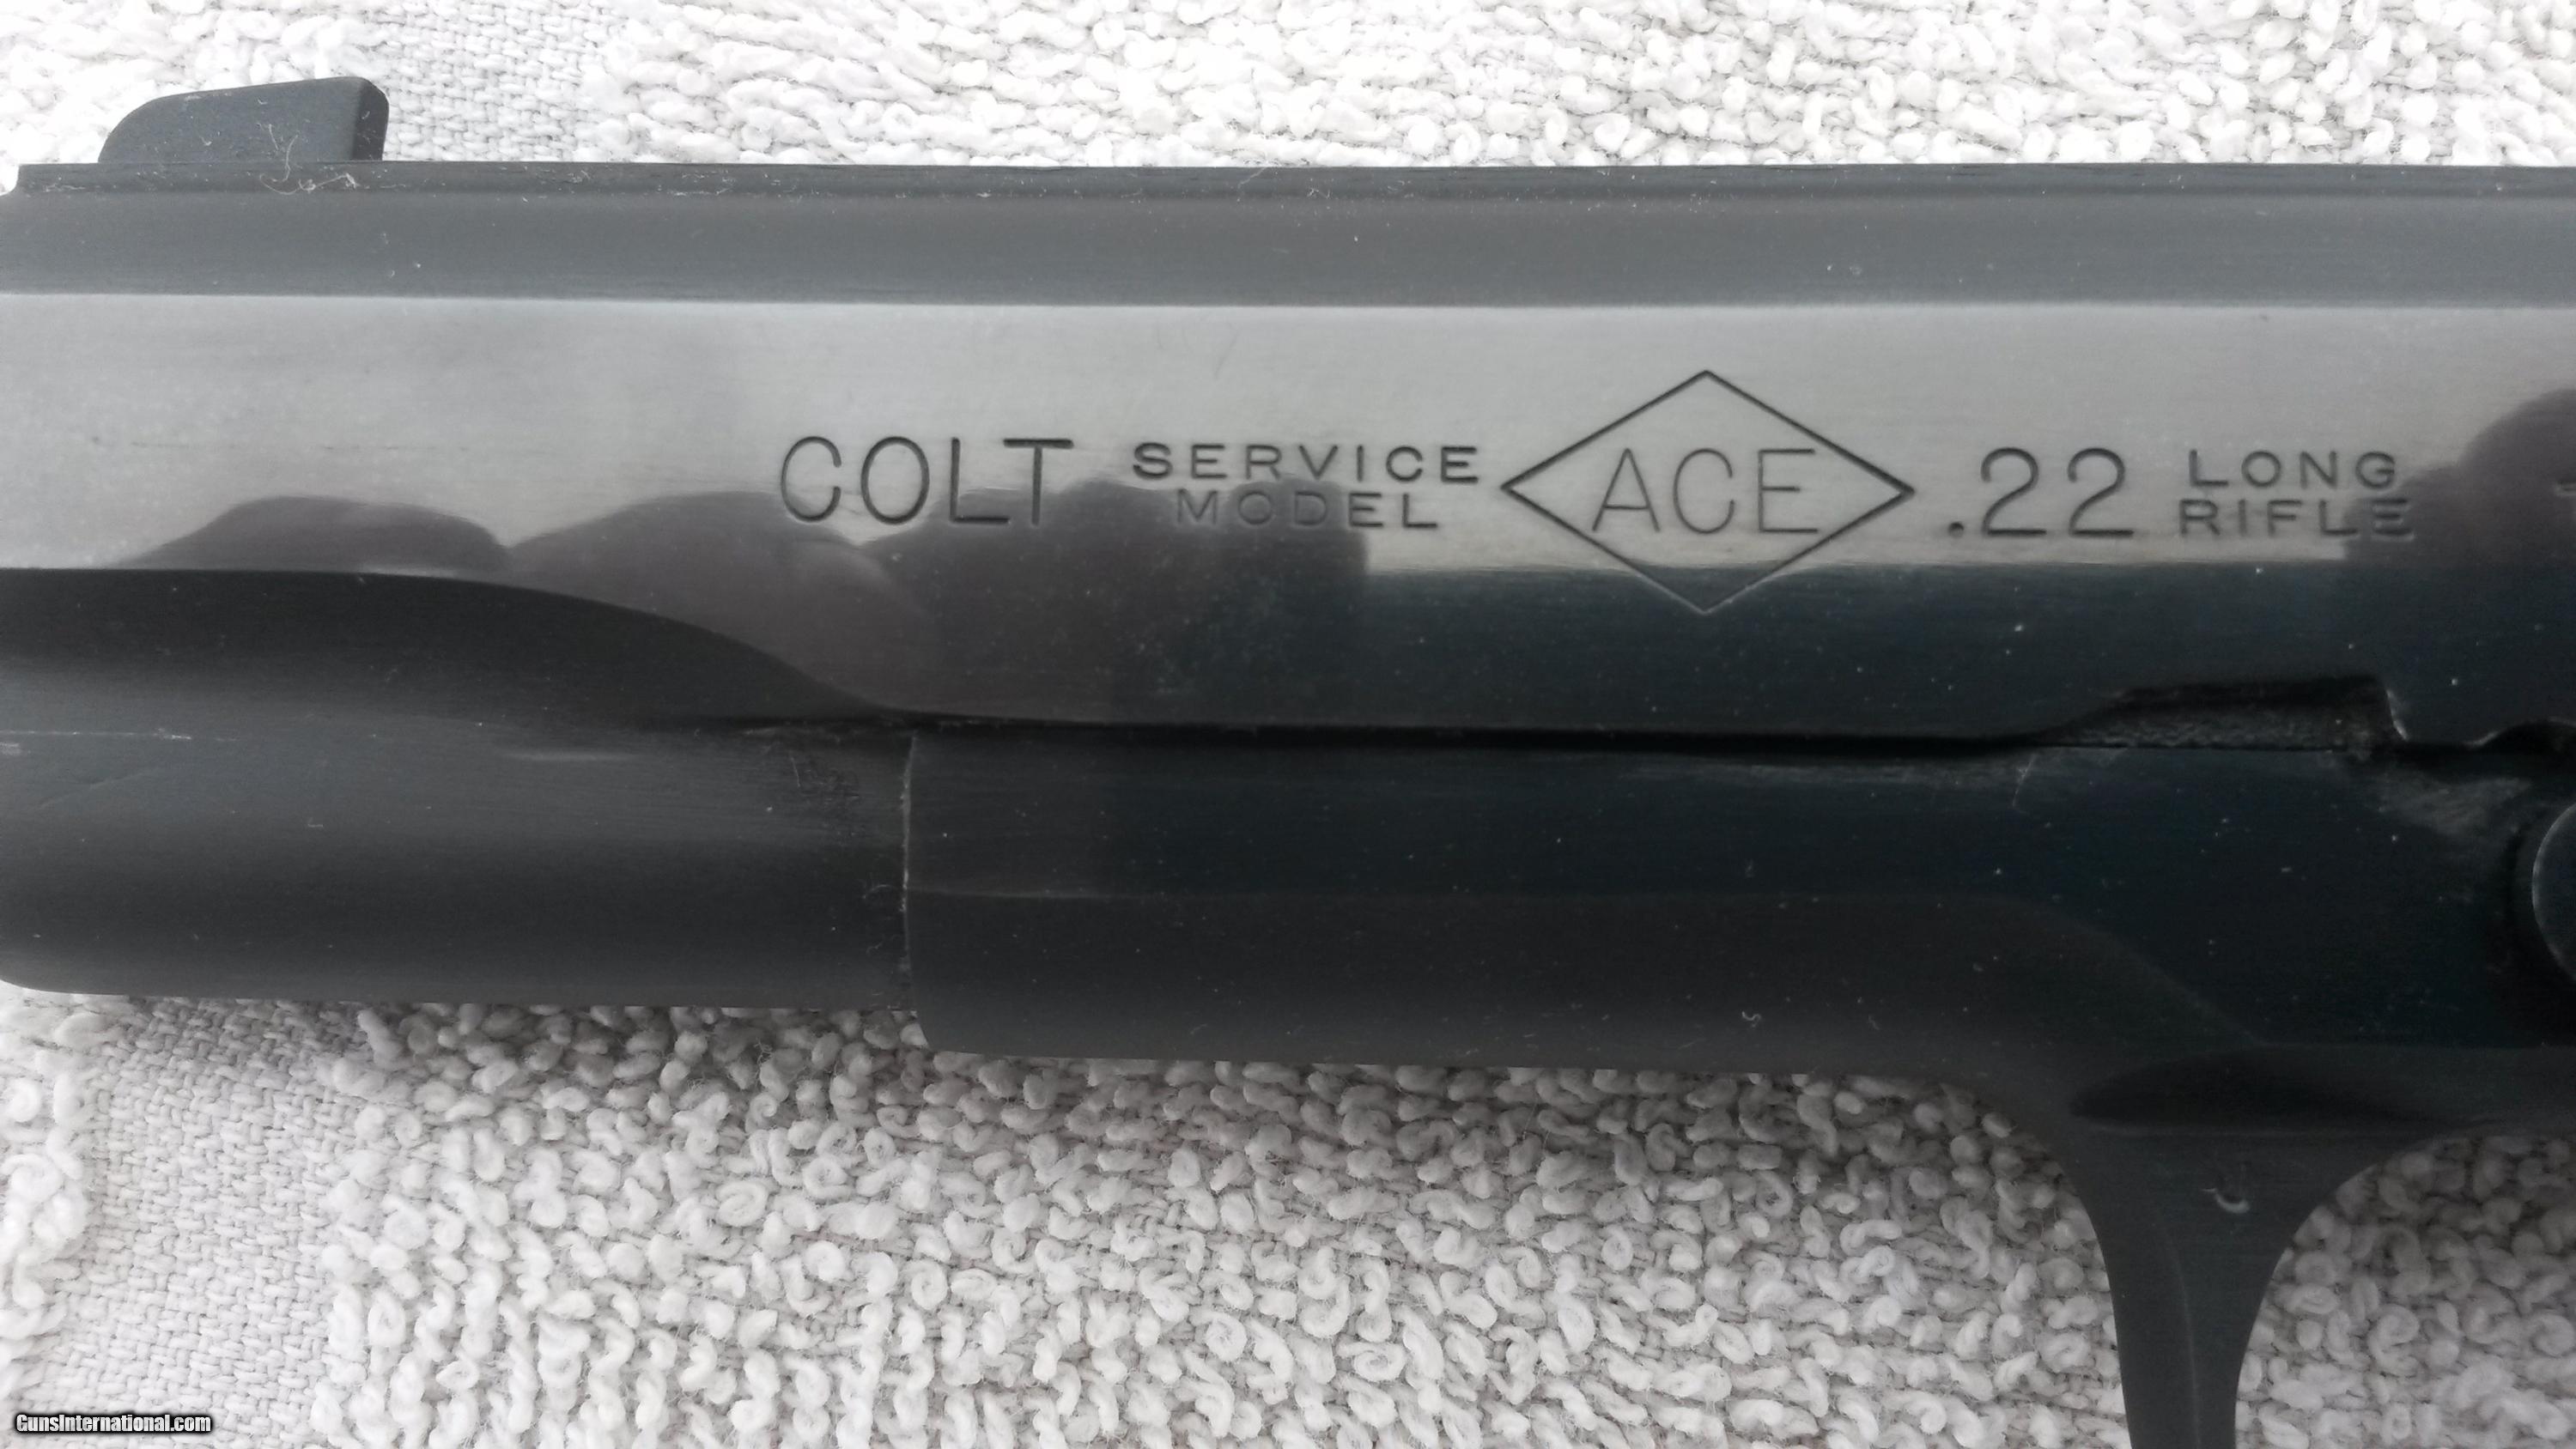 COLT SERVICE MODEL ACE .22 LONG RIFLE
GunsInternational.com